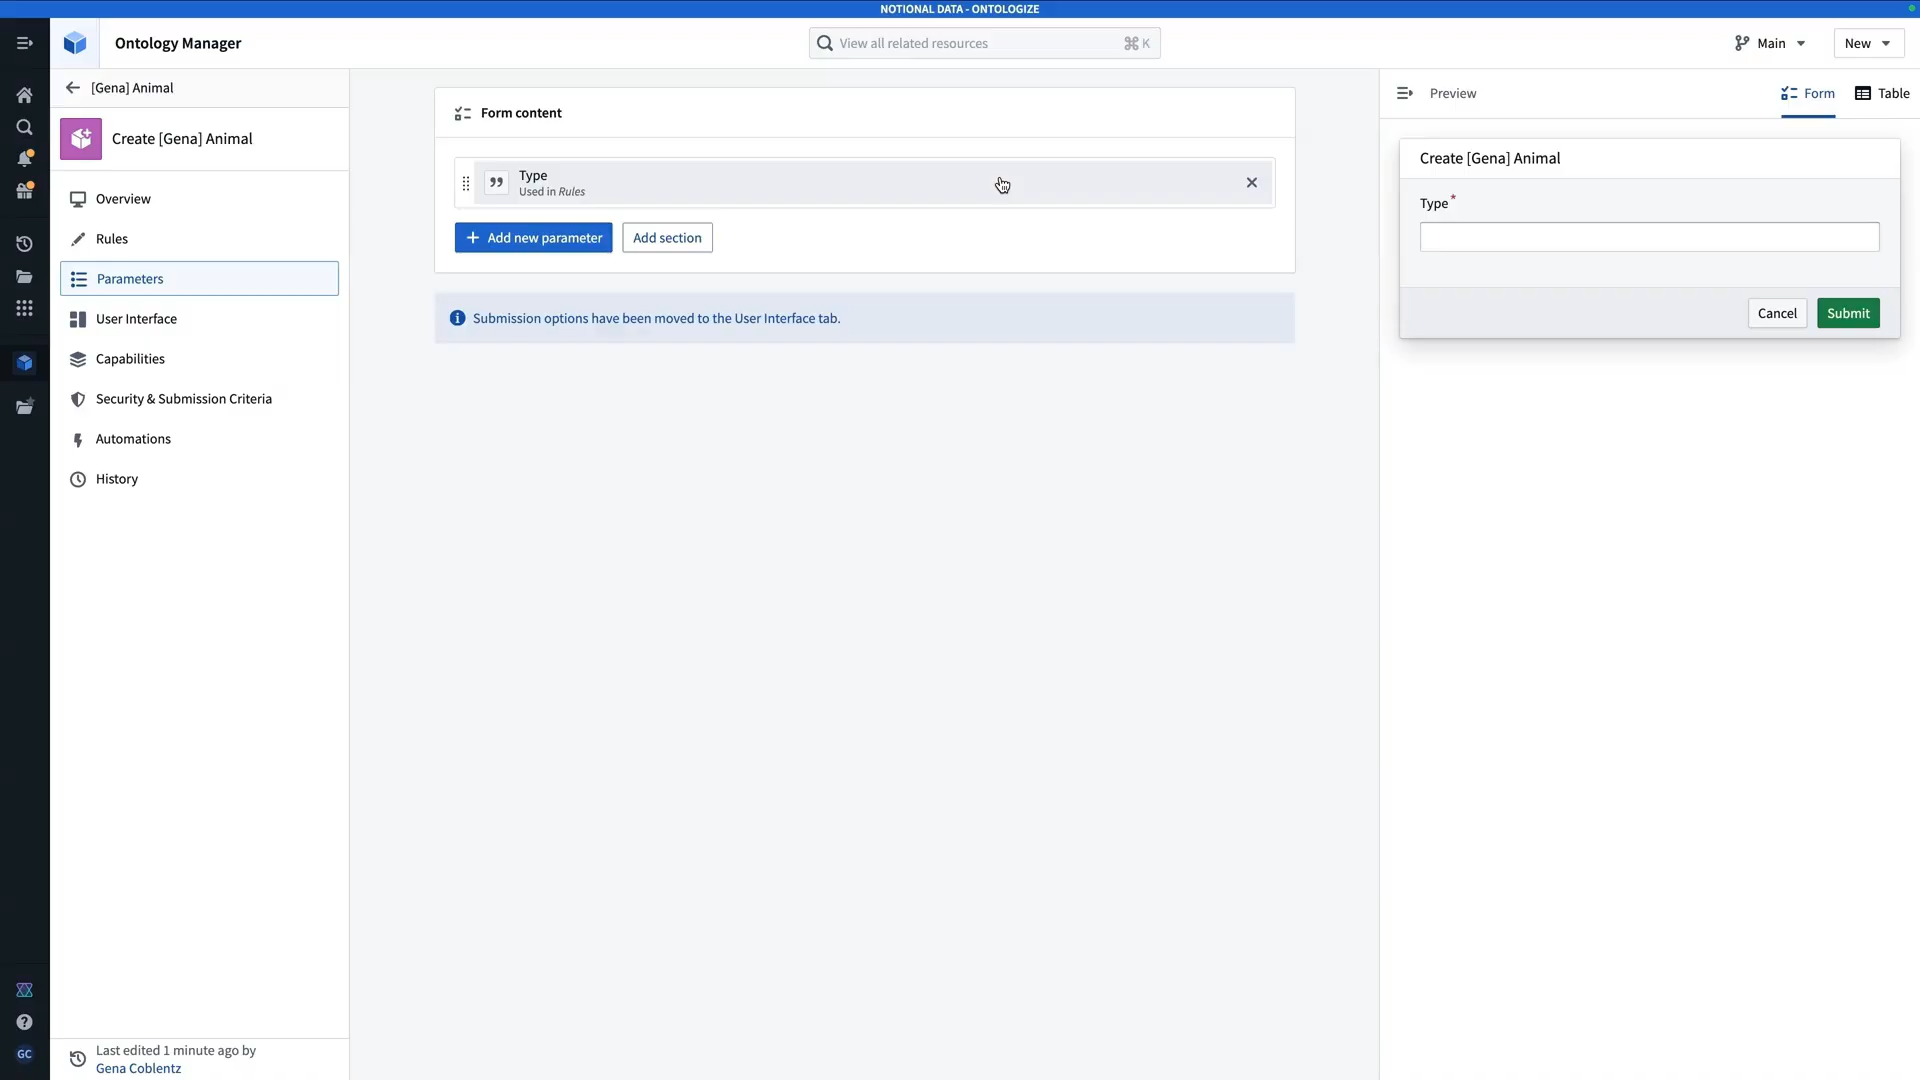 NOTIONAL DATA - ONTOLOGIZE
Ontology Manager
View all related resources
⌘ K
Main
New
[Gena] Animal
Create [Gena] Animal
Overview
Rules
Parameters
User Interface
Capabilities
Security & Submission Criteria
Automations
History
Last edited 1 minute ago by
Gena Coblentz
GC
Form content
Type
Used in Rules
Add new parameter
Add section
Submission options have been moved to the User Interface tab.
Preview
Form
Table
Create [Gena] Animal
Type*
Cancel
Submit